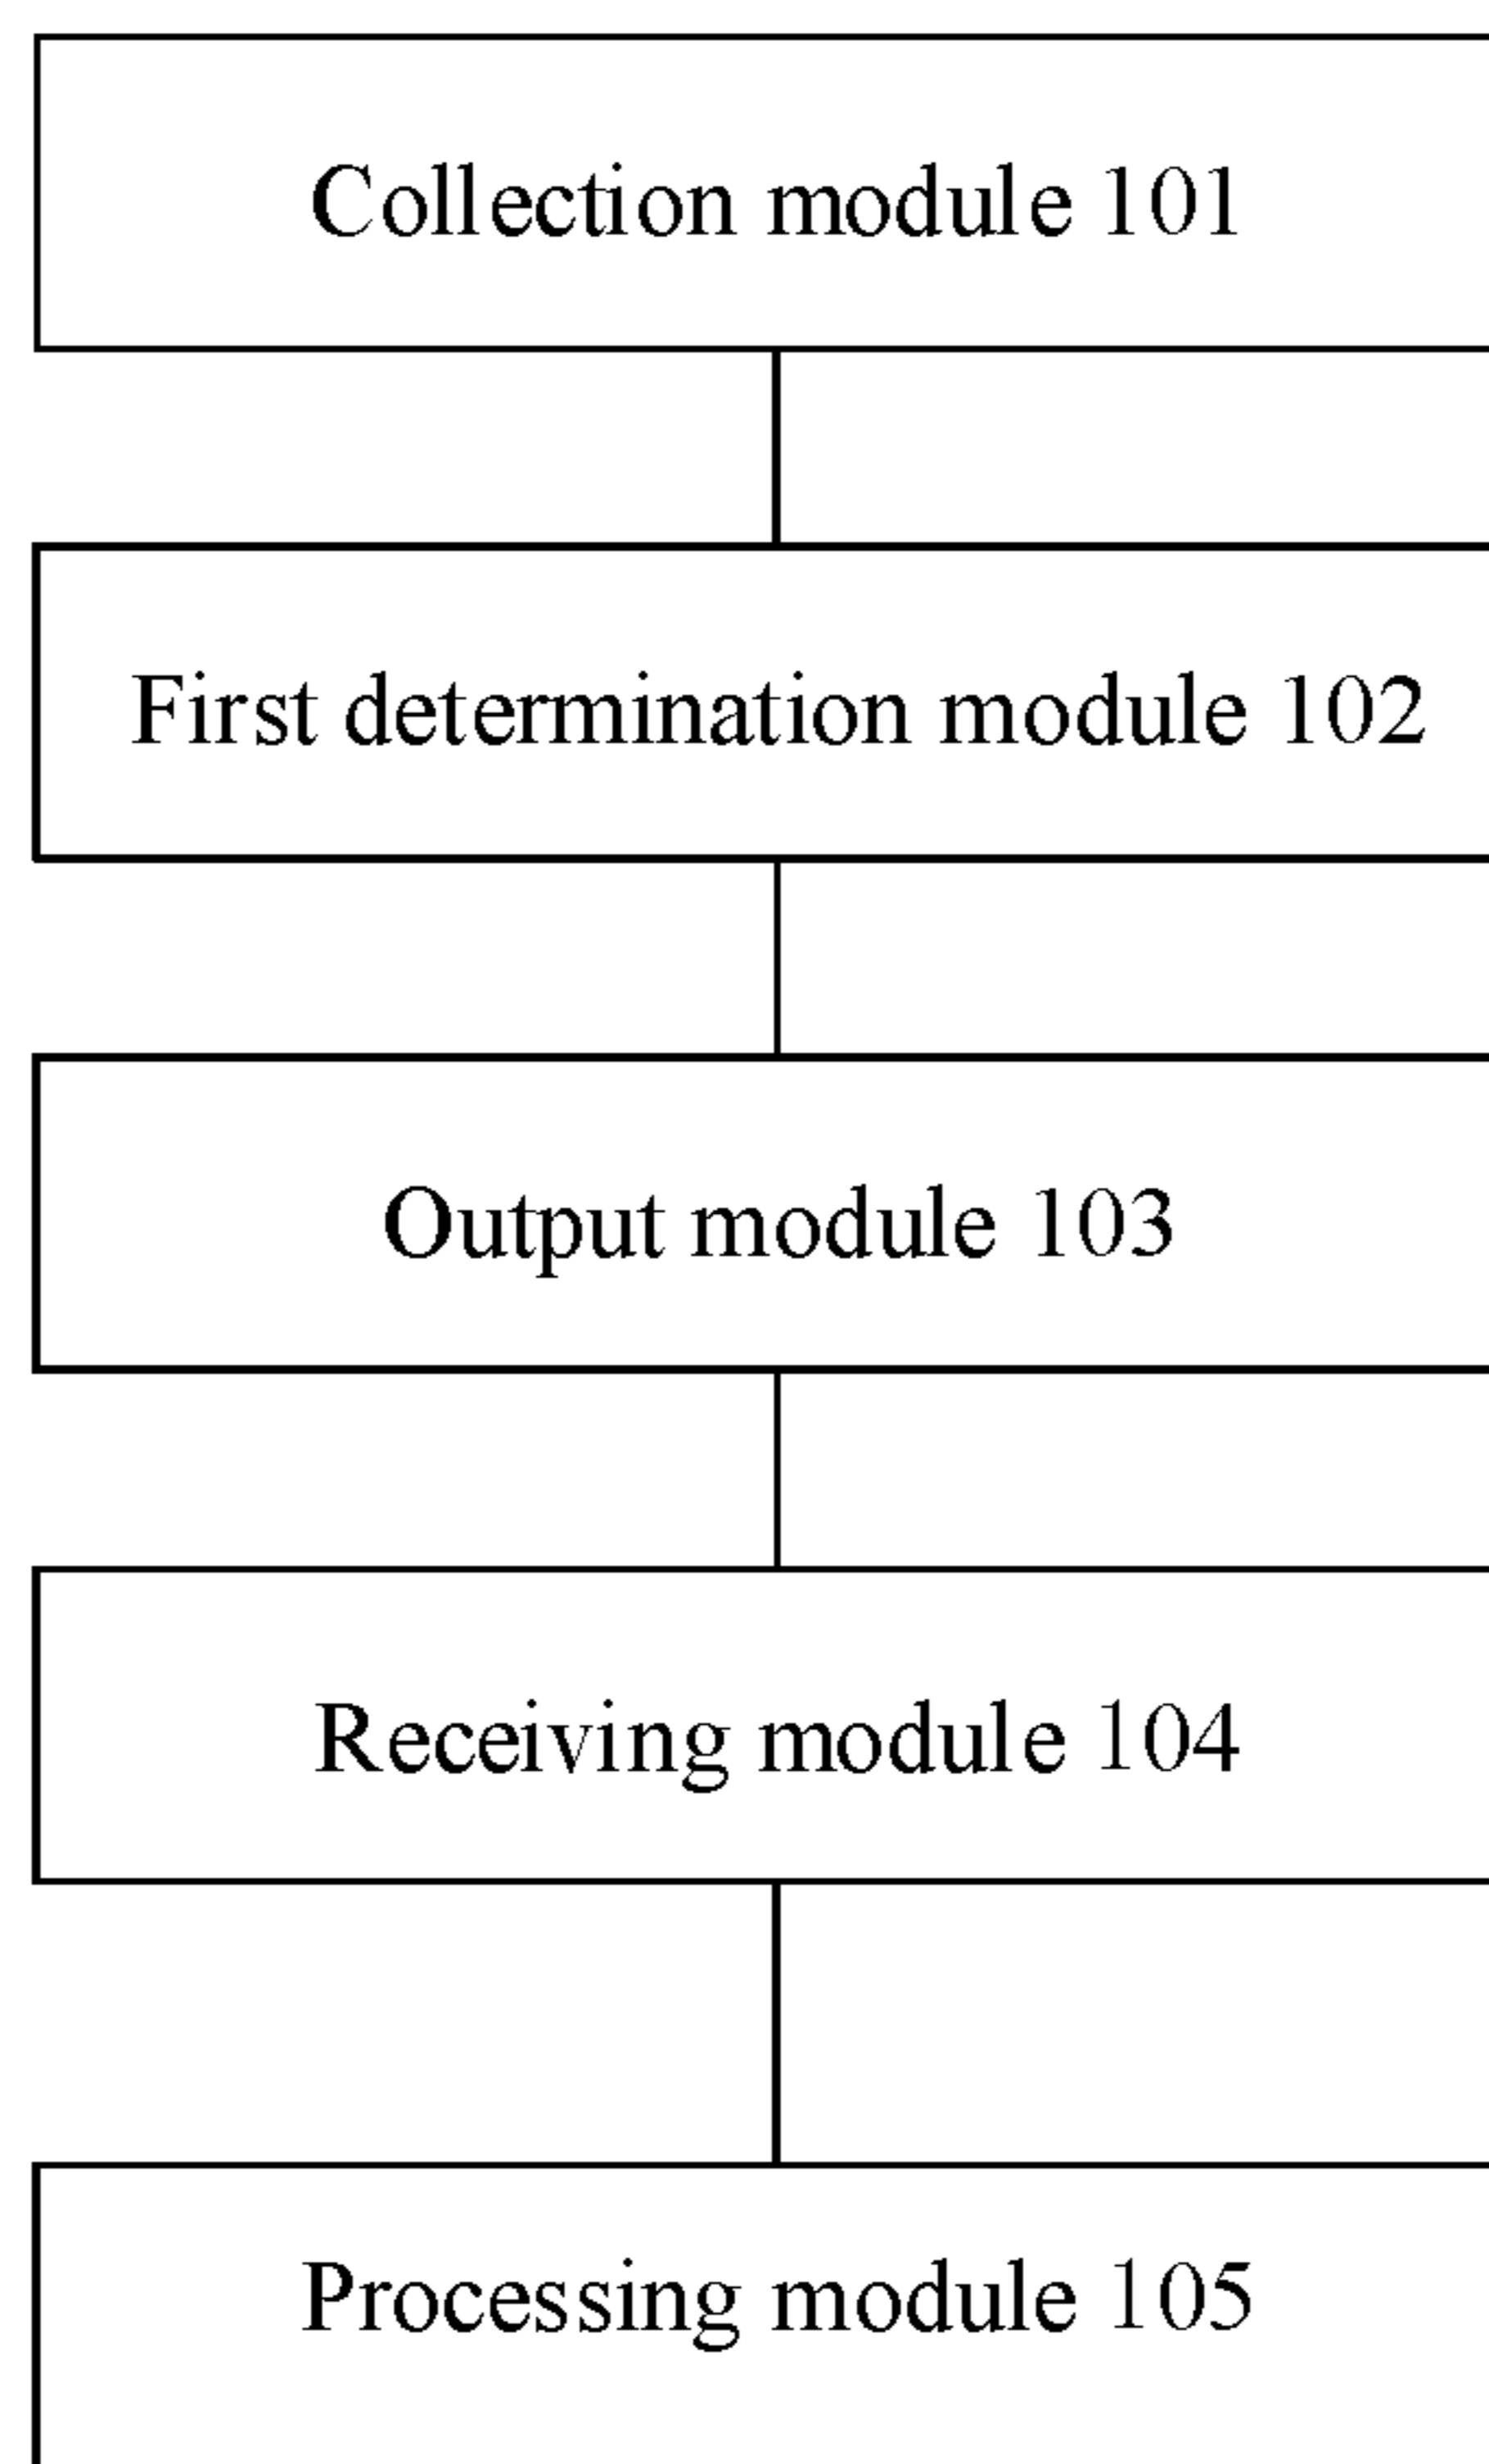 Collection module 101
First determination module 102
Output module 103
Receiving module 104
Processing module 105